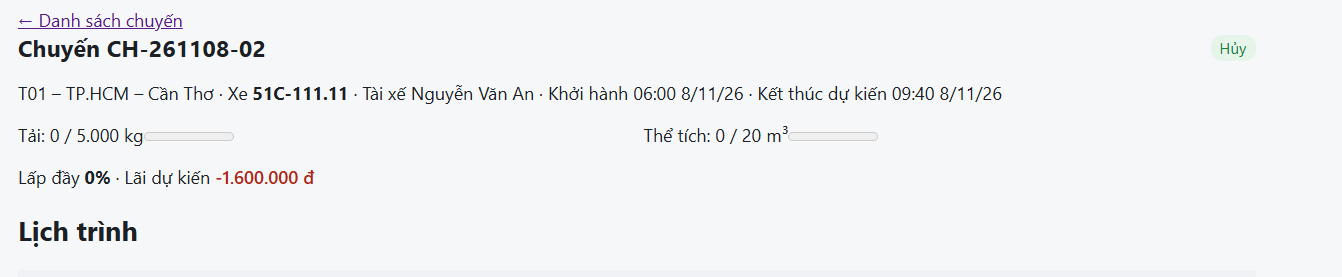 ← Danh sách chuyến
Chuyến CH-261108-02
Hủy
T01 – TP.HCM – Cần Thơ · Xe 51C-111.11 · Tài xế Nguyễn Văn An · Khởi hành 06:00 8/11/26 · Kết thúc dự kiến 09:40 8/11/26
Tải: 0 / 5.000 kg
Thể tích: 0 / 20 m³
Lấp đầy 0% · Lãi dự kiến -1.600.000 đ
Lịch trình